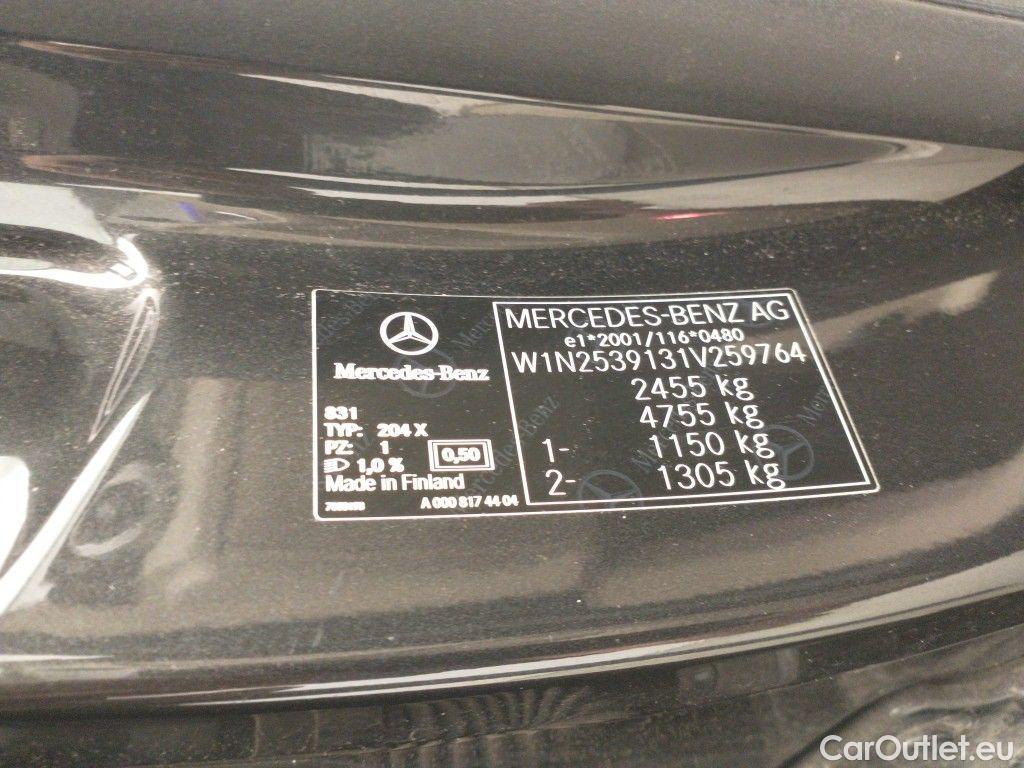 MERCEDES-BENZ AG
e1*2001/116*0480
W1N2539131V259764
2455 kg
4755 kg
1- 1150 kg
2- 1305 kg
Mercedes-Benz
831
TYP: 204 X
PZ: 1
0,50
1,0 %
Made in Finland
A 000 817 44 04
CarOutlet.eu